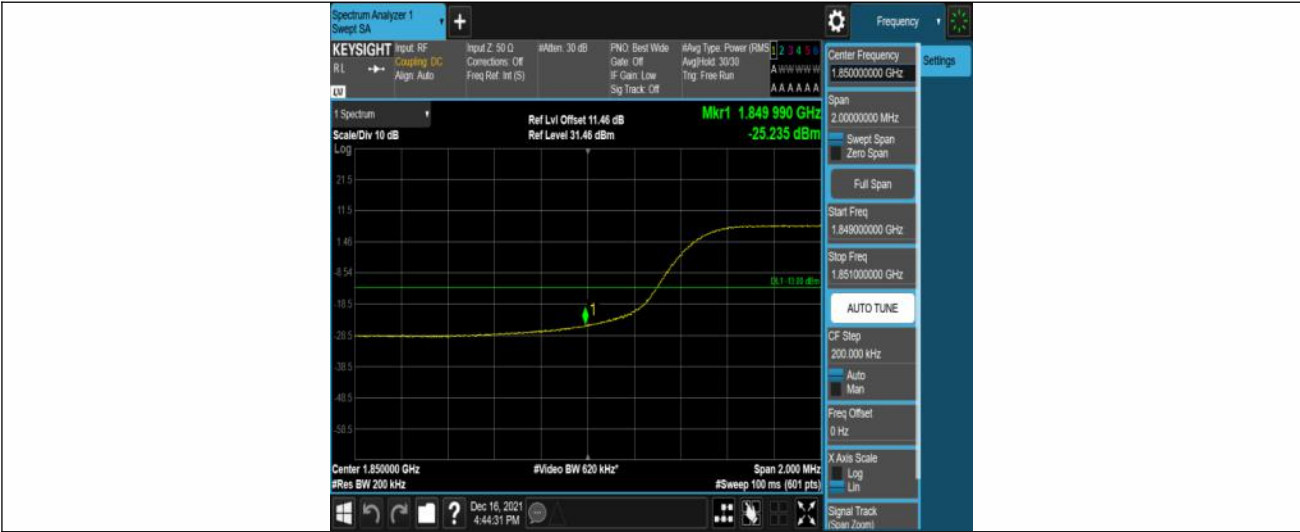 Spectrum Analyzer 1
Swept SA
Frequency
KEYSIGHT
RL
Input: RF
Coupling: DC
Align: Auto
Input Z: 50 Ω
Corrections: Off
Freq Ref: Int (S)
#Atten: 30 dB
PNO: Best Wide
Gate: Off
IF Gain: Low
Sig Track: Off
#Avg Type: Power (RMS
Avg|Hold: 30/30
Trig: Free Run
1 2 3 4 5 6
A W W W W W
A A A A A A
1 Spectrum
Scale/Div 10 dB
Log
Ref Lvl Offset 11.46 dB
Ref Level 31.46 dBm
Mkr1 1.849 990 GHz
-25.235 dBm
21.5
11.5
1.46
-8.54
-18.5
-28.5
-38.5
-48.5
-58.5
DL1 -13.00 dBm
1
Center 1.850000 GHz
#Res BW 200 kHz
#Video BW 620 kHz*
Span 2.000 MHz
#Sweep 100 ms (601 pts)
Dec 16, 2021
4:44:31 PM
Center Frequency
1.850000000 GHz
Settings
Span
2.00000000 MHz
Swept Span
Zero Span
Full Span
Start Freq
1.849000000 GHz
Stop Freq
1.851000000 GHz
AUTO TUNE
CF Step
200.000 kHz
Auto
Man
Freq Offset
0 Hz
X Axis Scale
Log
Lin
Signal Track
(Span Zoom)